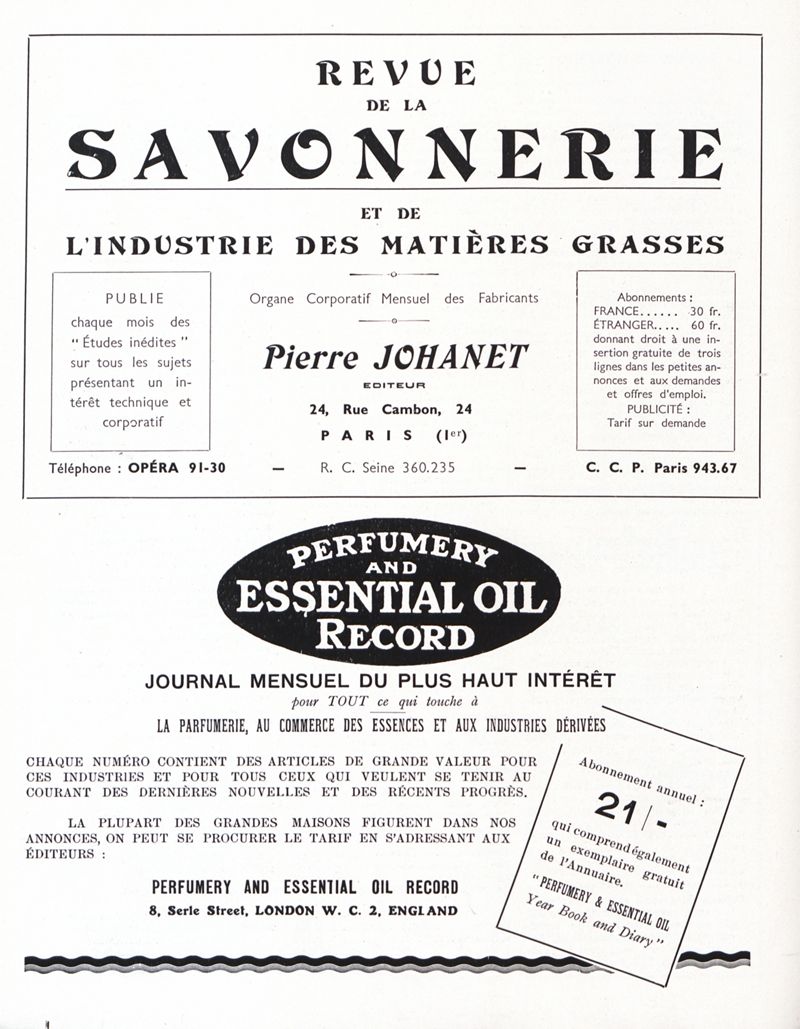 REVUE
DE LA
SAVONNERIE
ET DE
L'INDUSTRIE DES MATIÈRES GRASSES
PUBLIE
chaque mois des
“ Études inédites ”
sur tous les sujets
présentant un in-
térêt technique et
corporatif
Organe Corporatif Mensuel des Fabricants
Pierre JOHANET
EDITEUR
24, Rue Cambon, 24
PARIS (Ier)
Abonnements :
FRANCE...... 30 fr.
ÉTRANGER..... 60 fr.
donnant droit à une in-
sertion gratuite de trois
lignes dans les petites an-
nonces et aux demandes
et offres d'emploi.
PUBLICITÉ :
Tarif sur demande
Téléphone : OPÉRA 91-30 — R. C. Seine 360.235 — C. C. P. Paris 943.67
PERFUMERY
AND
ESSENTIAL OIL
RECORD
JOURNAL MENSUEL DU PLUS HAUT INTÉRÊT
pour TOUT ce qui touche à
LA PARFUMERIE, AU COMMERCE DES ESSENCES ET AUX INDUSTRIES DÉRIVÉES
CHAQUE NUMÉRO CONTIENT DES ARTICLES DE GRANDE VALEUR POUR
CES INDUSTRIES ET POUR TOUS CEUX QUI VEULENT SE TENIR AU
COURANT DES DERNIÈRES NOUVELLES ET DES RÉCENTS PROGRÈS.
LA PLUPART DES GRANDES MAISONS FIGURENT DANS NOS
ANNONCES, ON PEUT SE PROCURER LE TARIF EN S'ADRESSANT AUX
ÉDITEURS :
PERFUMERY AND ESSENTIAL OIL RECORD
8, Serle Street, LONDON W. C. 2, ENGLAND
Abonnement annuel :
21/-
qui comprend également
un exemplaire gratuit
de l'Annuaire.
“PERFUMERY & ESSENTIAL OIL
Year Book and Diary”